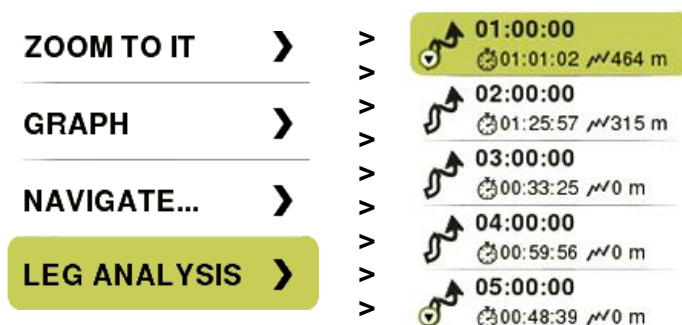 ZOOM TO IT ❯
GRAPH ❯
NAVIGATE... ❯
LEG ANALYSIS ❯
>
>
>
>
>
>
>
>
>
01:00:00
01:01:02 464 m
02:00:00
01:25:57 315 m
03:00:00
00:33:25 0 m
04:00:00
00:59:56 0 m
05:00:00
00:48:39 0 m